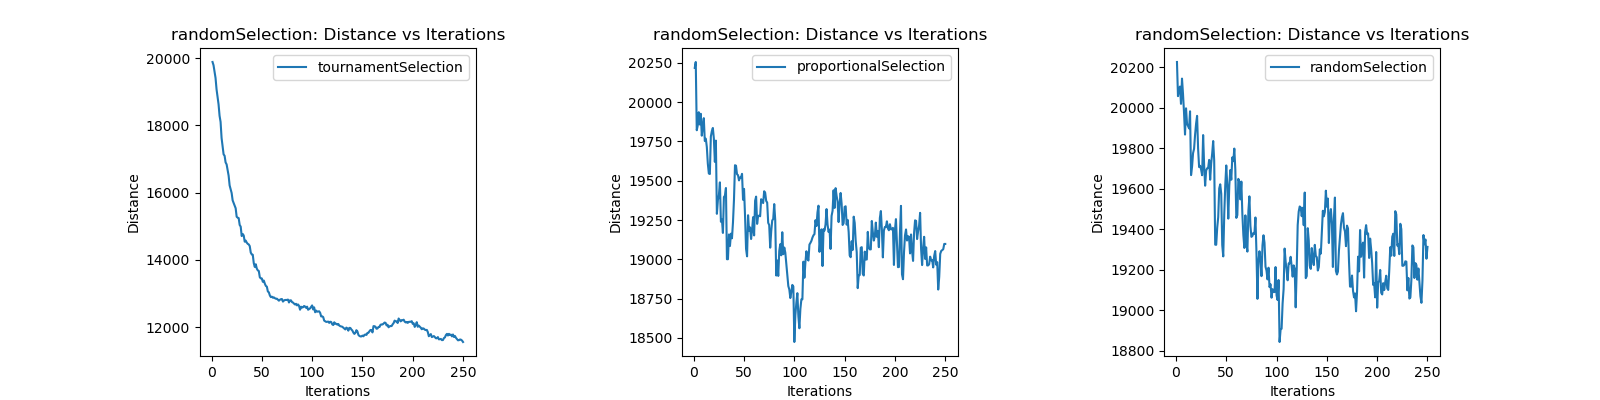 randomSelection: Distance vs Iterations
tournamentSelection
20000
18000
16000
14000
12000
Distance
0 50 100 150 200 250
Iterations
randomSelection: Distance vs Iterations
proportionalSelection
20250
20000
19750
19500
19250
19000
18750
18500
Distance
0 50 100 150 200 250
Iterations
randomSelection: Distance vs Iterations
randomSelection
20200
20000
19800
19600
19400
19200
19000
18800
Distance
0 50 100 150 200 250
Iterations